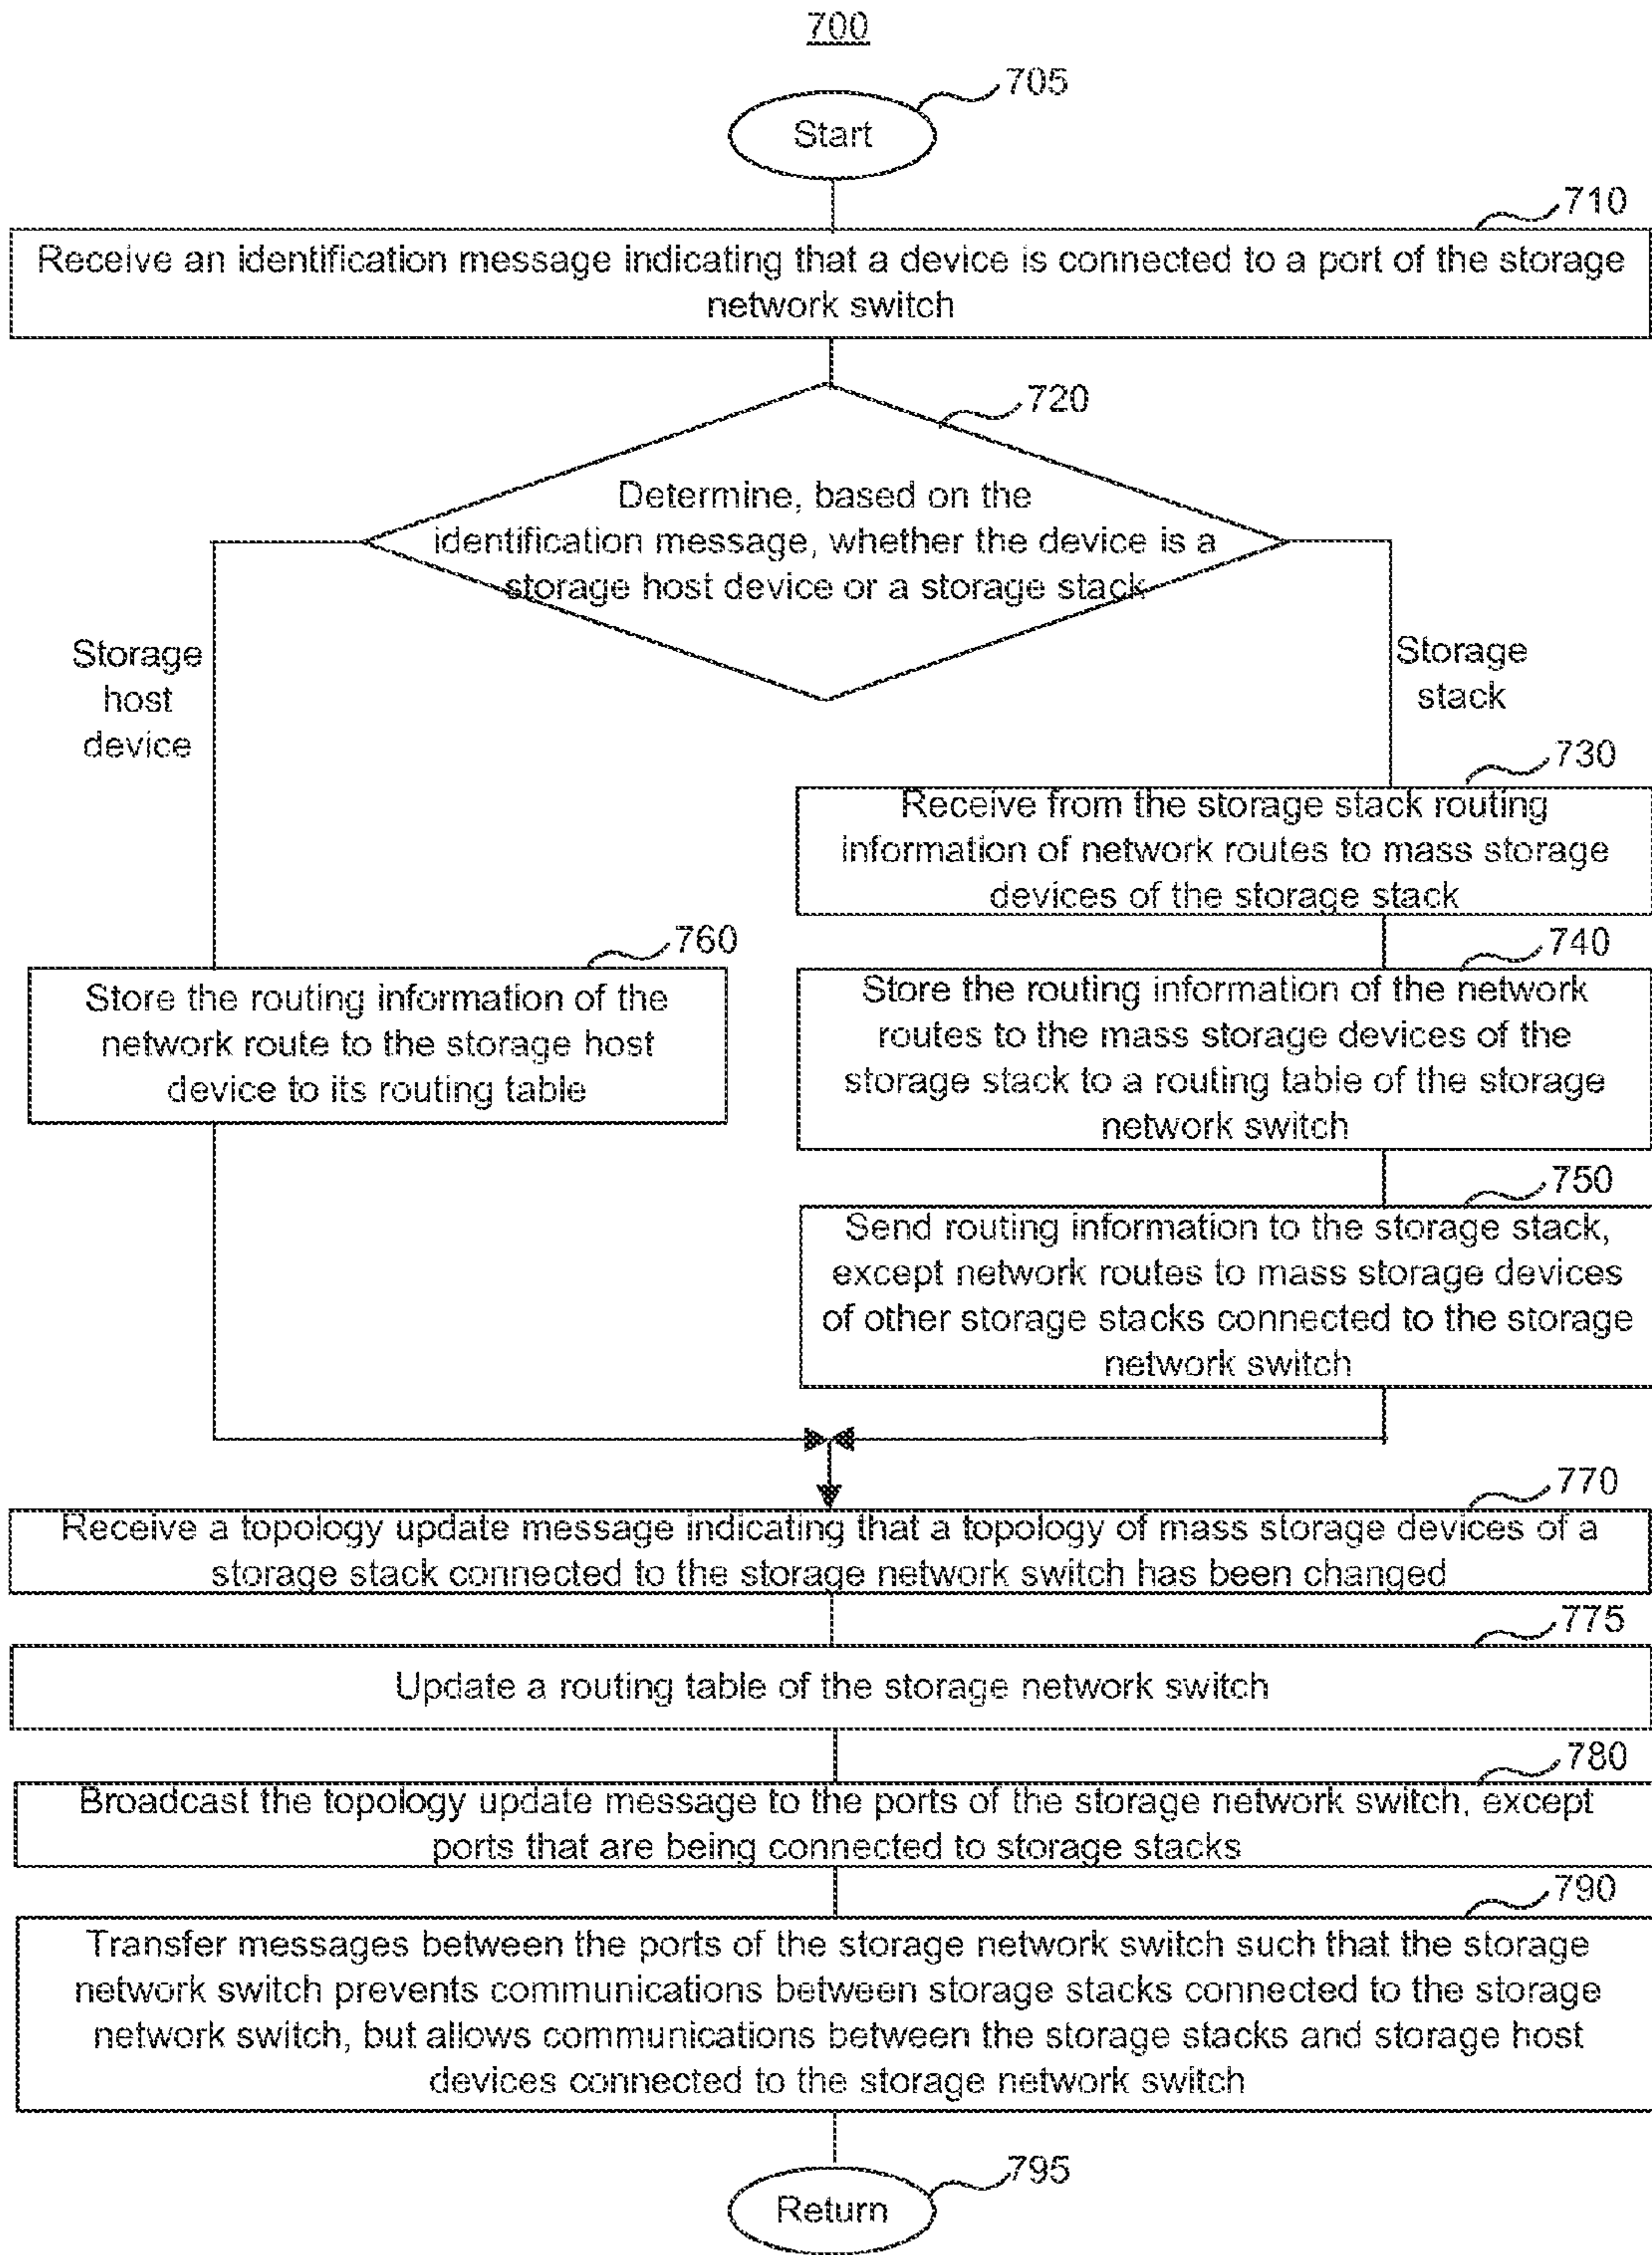 700
705
Start
710
Receive an identification message indicating that a device is connected to a port of the storage
network switch
720
Determine, based on the
identification message, whether the device is a
storage host device or a storage stack
Storage
host
device
Storage
stack
730
Receive from the storage stack routing
information of network routes to mass storage
devices of the storage stack
760
Store the routing information of the
network route to the storage host
device to its routing table
740
Store the routing information of the network
routes to the mass storage devices of the
storage stack to a routing table of the storage
network switch
750
Send routing information to the storage stack,
except network routes to mass storage devices
of other storage stacks connected to the storage
network switch
770
Receive a topology update message indicating that a topology of mass storage devices of a
storage stack connected to the storage network switch has been changed
775
Update a routing table of the storage network switch
780
Broadcast the topology update message to the ports of the storage network switch, except
ports that are being connected to storage stacks
790
Transfer messages between the ports of the storage network switch such that the storage
network switch prevents communications between storage stacks connected to the storage
network switch, but allows communications between the storage stacks and storage host
devices connected to the storage network switch
795
Return